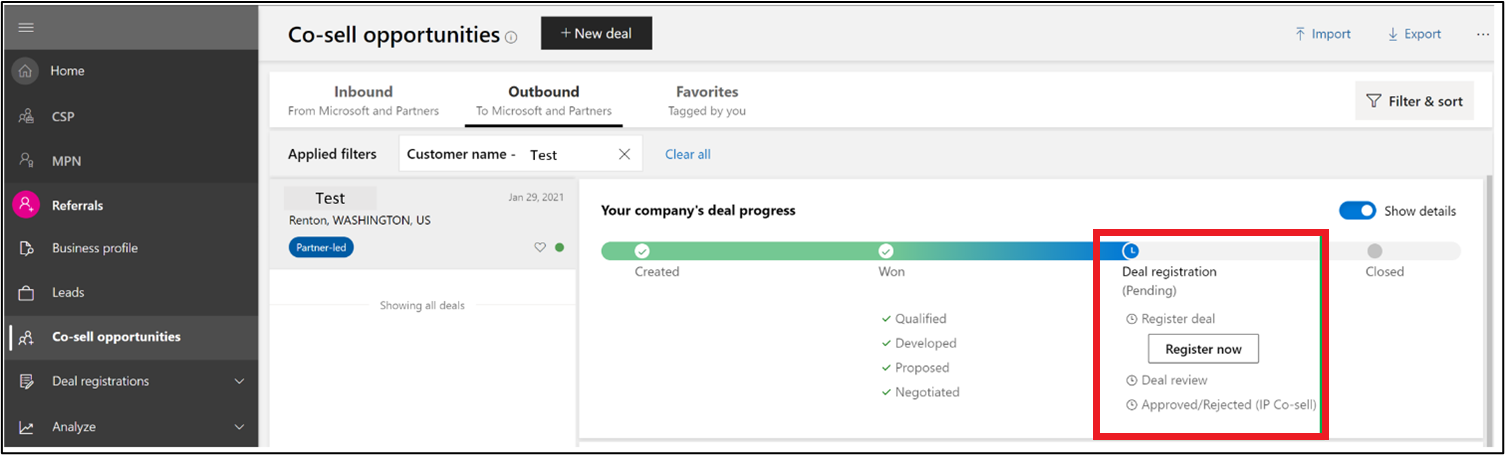 Co-sell opportunities
+ New deal
Import
Export
Home
CSP
MPN
Referrals
Business profile
Leads
Co-sell opportunities
Deal registrations
Analyze
Inbound
From Microsoft and Partners
Outbound
To Microsoft and Partners
Favorites
Tagged by you
Filter & sort
Applied filters
Customer name - Test
Clear all
Test
Jan 29, 2021
Renton, WASHINGTON, US
Partner-led
Showing all deals
Your company's deal progress
Show details
Created
Won
Qualified
Developed
Proposed
Negotiated
Deal registration
(Pending)
Register deal
Register now
Deal review
Approved/Rejected (IP Co-sell)
Closed